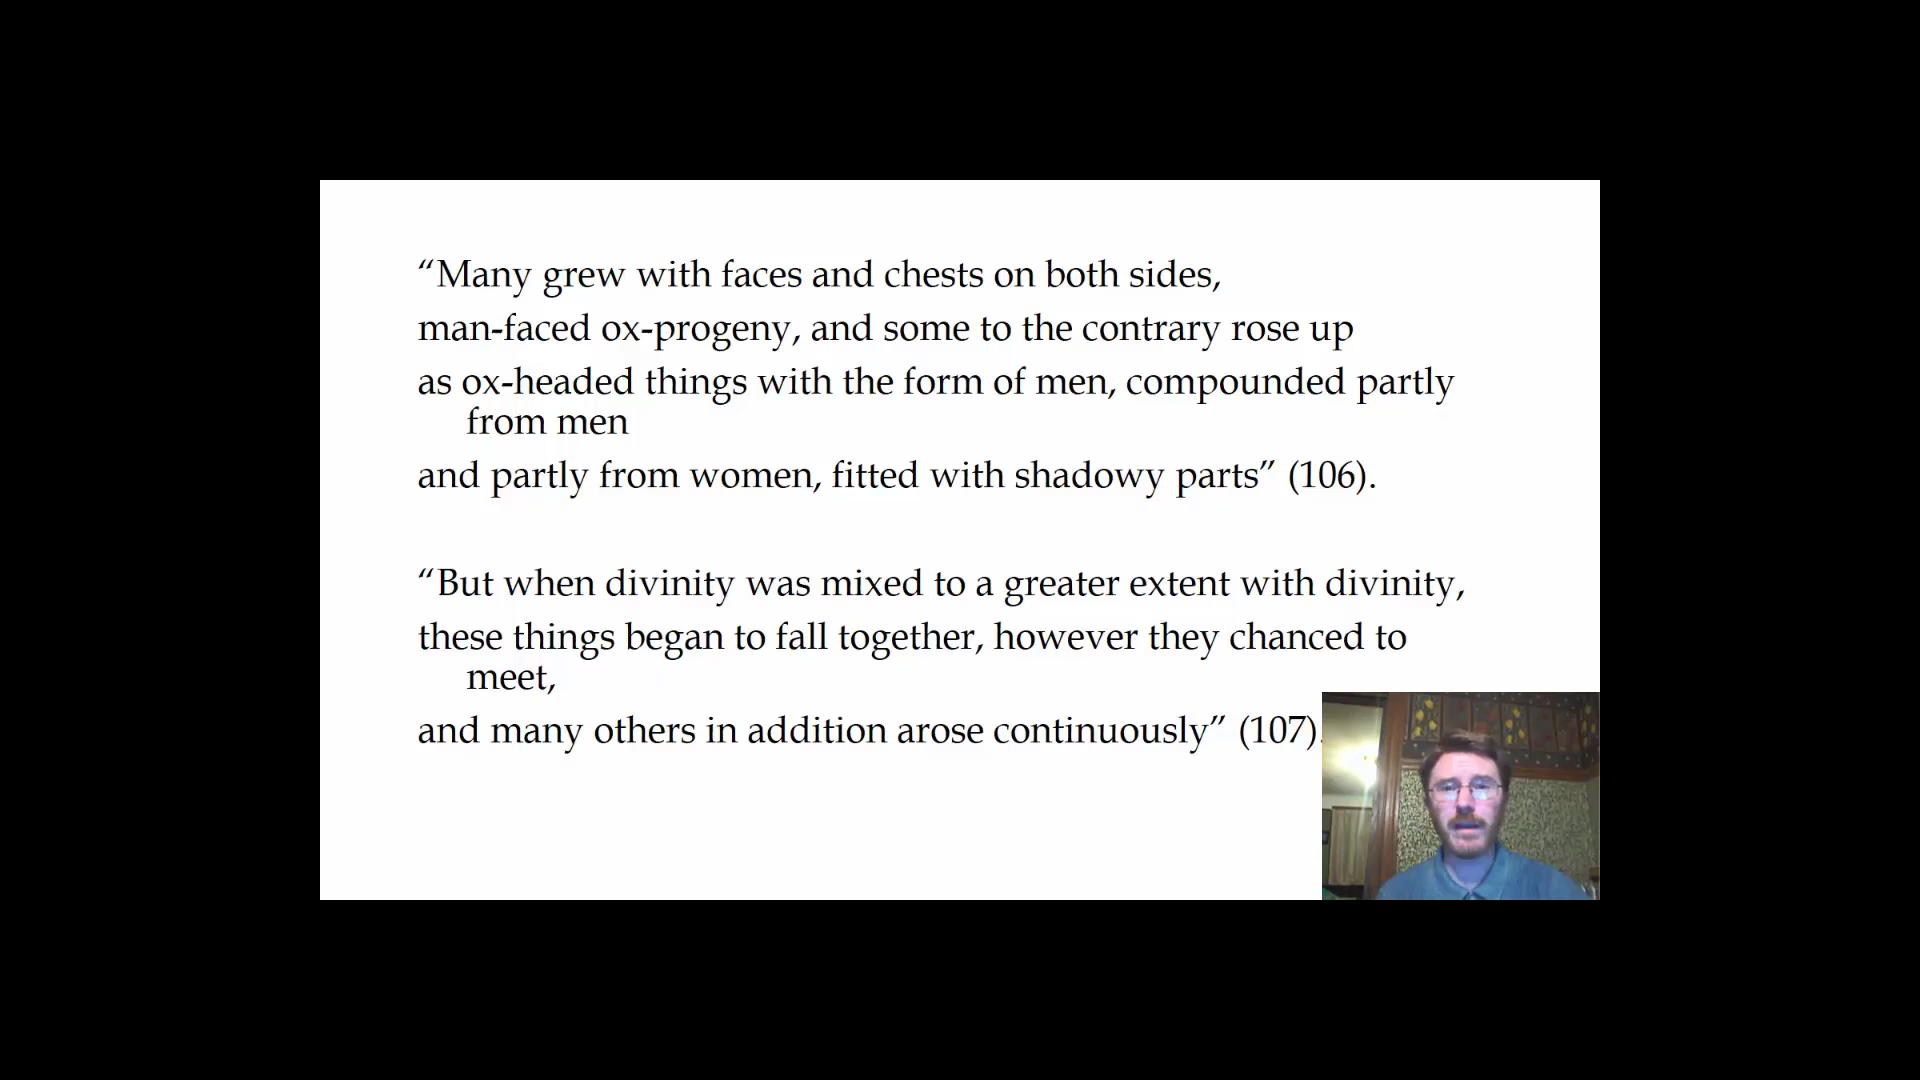 “Many grew with faces and chests on both sides,
man-faced ox-progeny, and some to the contrary rose up
as ox-headed things with the form of men, compounded partly
from men
and partly from women, fitted with shadowy parts” (106).
“But when divinity was mixed to a greater extent with divinity,
these things began to fall together, however they chanced to
meet,
and many others in addition arose continuously” (107).